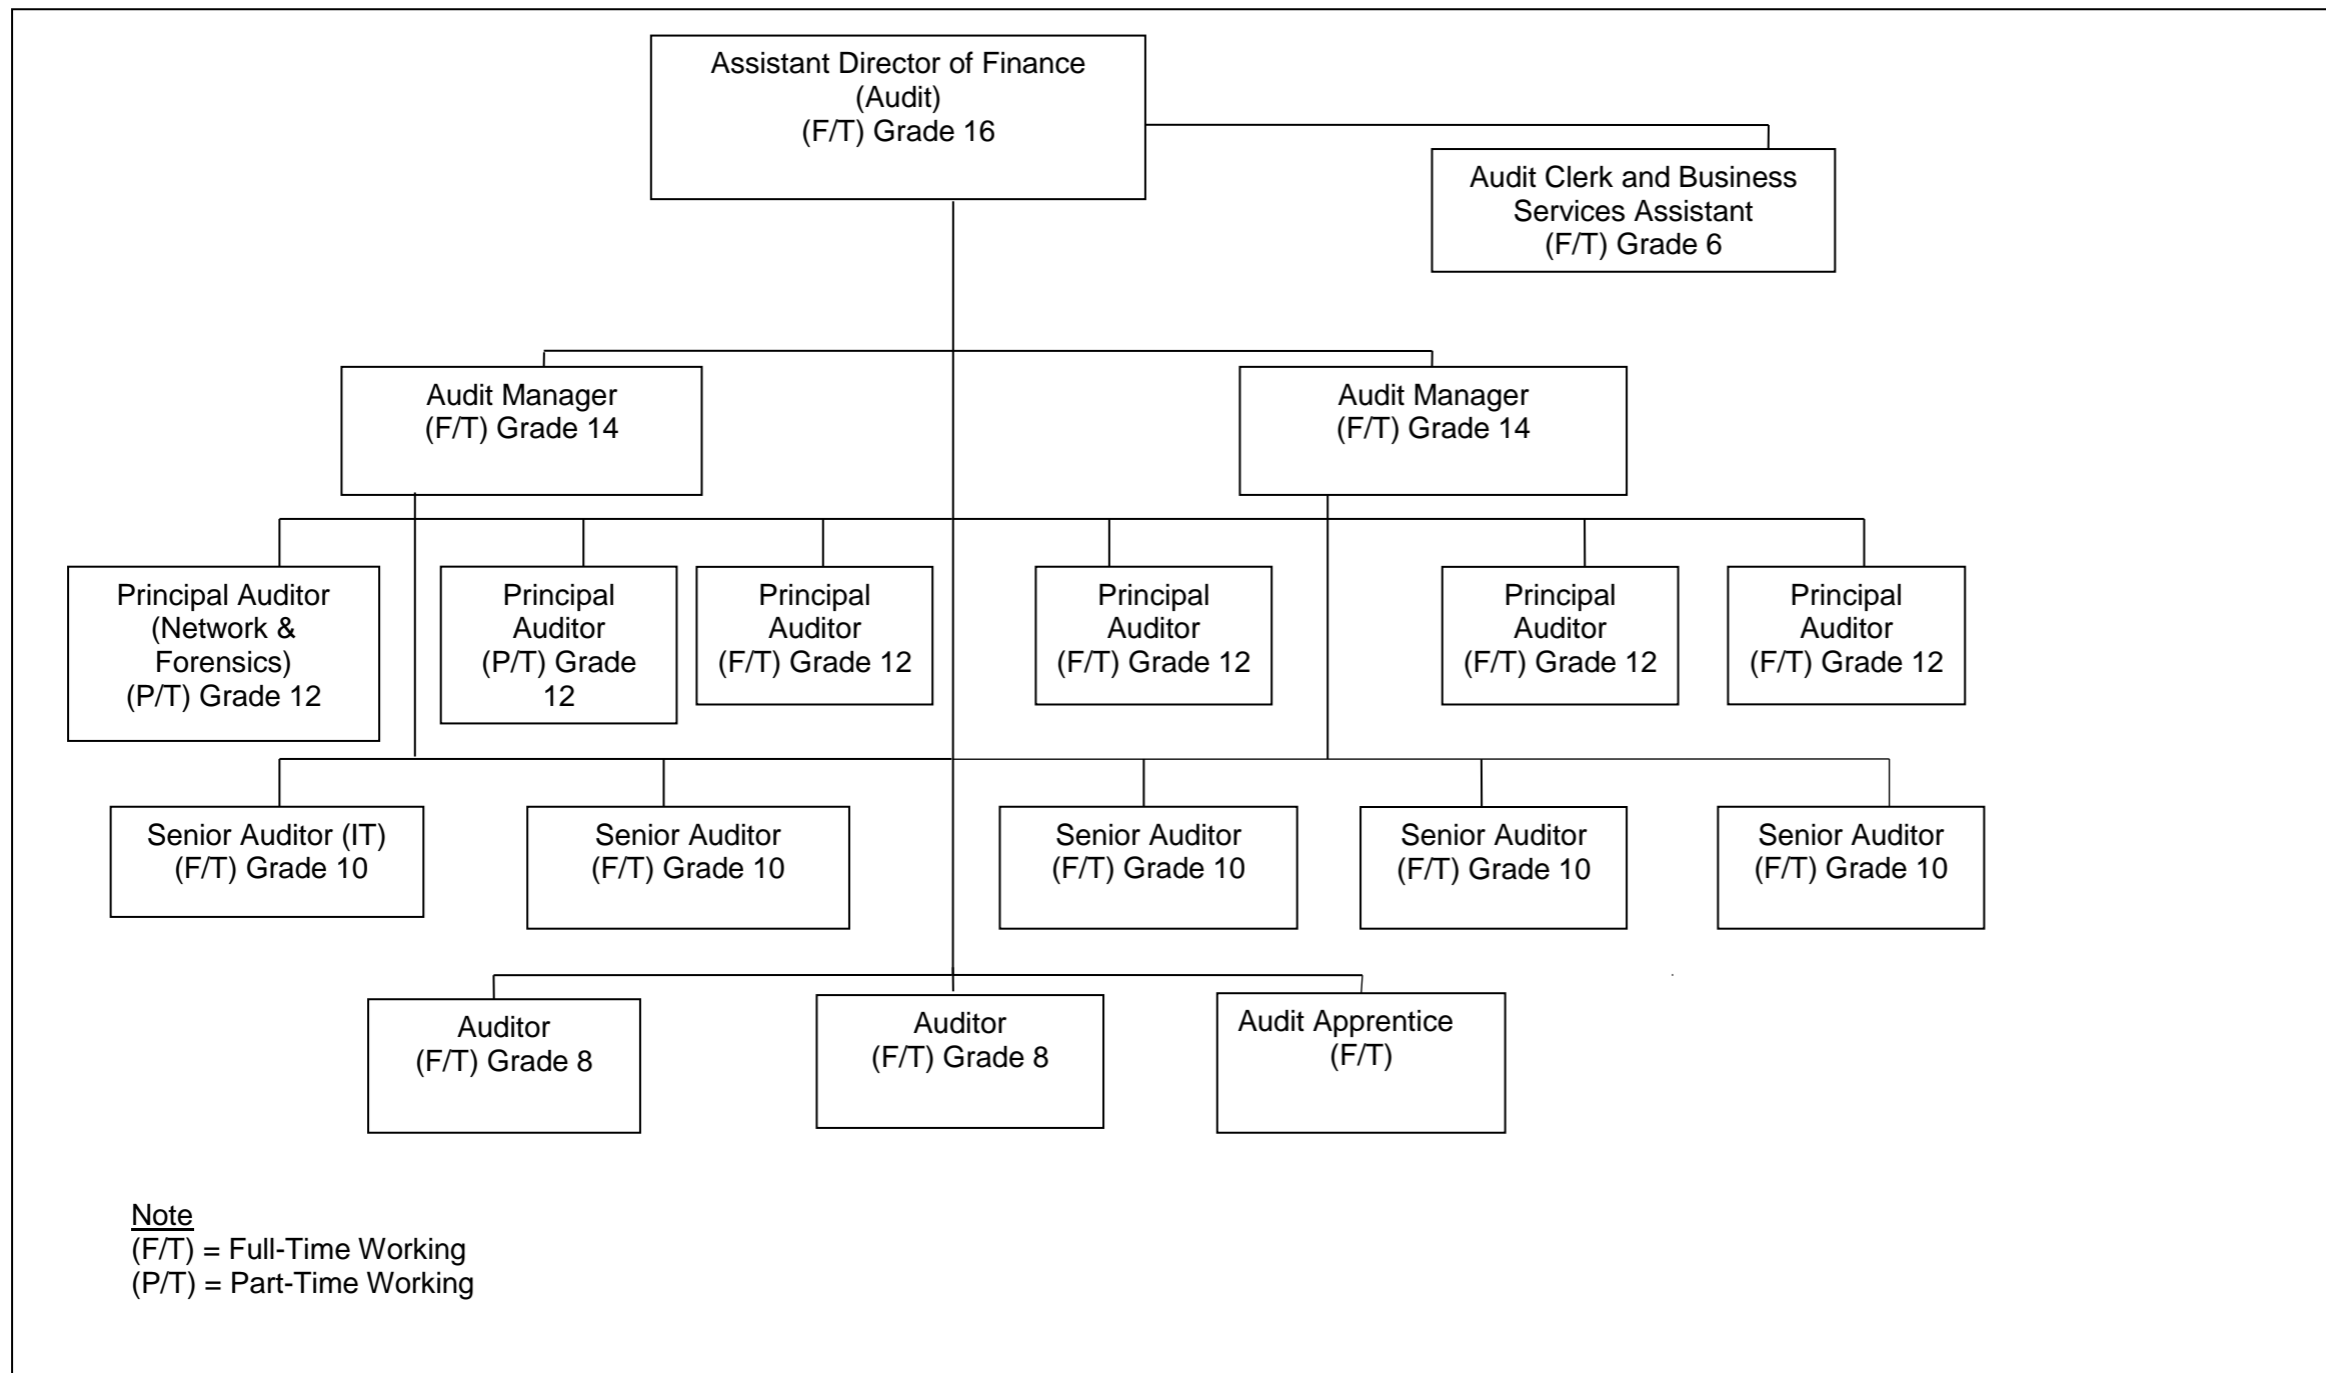 Assistant Director of Finance
(Audit)
(F/T) Grade 16
Audit Clerk and Business
Services Assistant
(F/T) Grade 6
Audit Manager
(F/T) Grade 14
Audit Manager
(F/T) Grade 14
Principal Auditor
(Network &
Forensics)
(P/T) Grade 12
Principal
Auditor
(P/T) Grade
12
Principal
Auditor
(F/T) Grade 12
Principal
Auditor
(F/T) Grade 12
Principal
Auditor
(F/T) Grade 12
Principal
Auditor
(F/T) Grade 12
Senior Auditor (IT)
(F/T) Grade 10
Senior Auditor
(F/T) Grade 10
Senior Auditor
(F/T) Grade 10
Senior Auditor
(F/T) Grade 10
Senior Auditor
(F/T) Grade 10
Auditor
(F/T) Grade 8
Auditor
(F/T) Grade 8
Audit Apprentice
(F/T)
Note
(F/T) = Full-Time Working
(P/T) = Part-Time Working